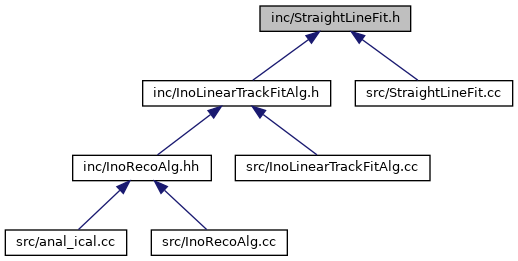 inc/StraightLineFit.h
inc/InoLinearTrackFitAlg.h
src/StraightLineFit.cc
inc/InoRecoAlg.hh
src/InoLinearTrackFitAlg.cc
src/anal_ical.cc
src/InoRecoAlg.cc